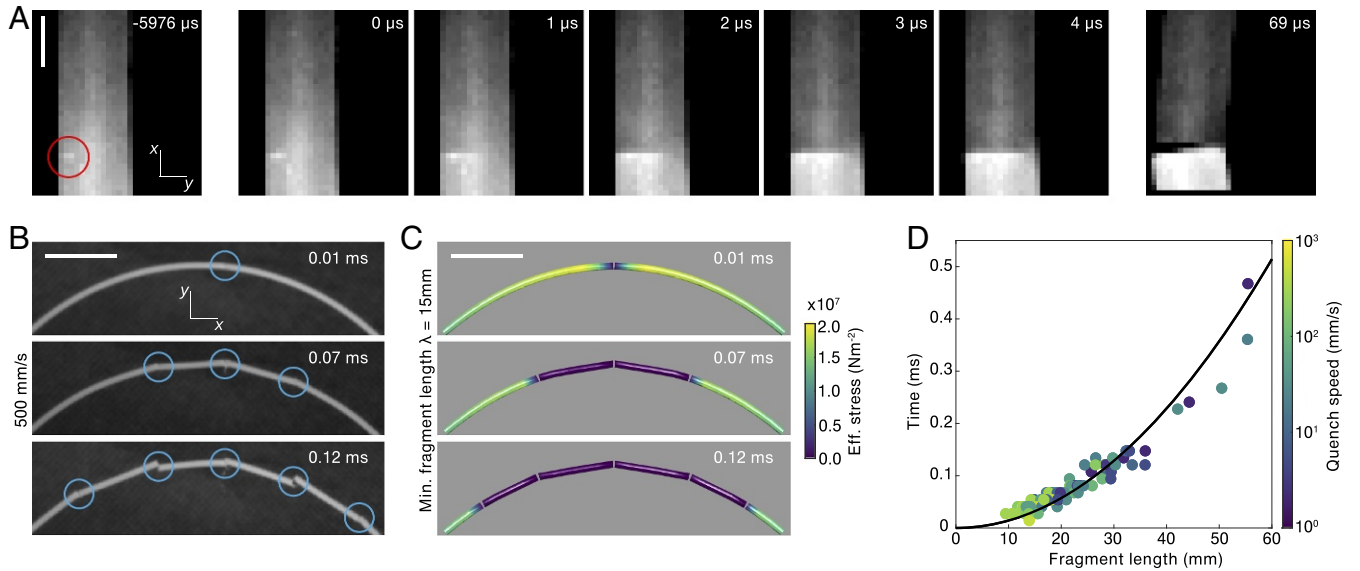 A
-5976 µs
0 µs
1 µs
2 µs
3 µs
4 µs
69 µs
x
y
B
500 mm/s
0.01 ms
y
x
0.07 ms
0.12 ms
C
Min. fragment length λ = 15mm
0.01 ms
0.07 ms
0.12 ms
x10⁷
2.0
1.5
1.0
0.5
0.0
Eff. stress (Nm⁻²)
D
Time (ms)
0.5
0.4
0.3
0.2
0.1
0
0 10 20 30 40 50 60
Fragment length (mm)
10³
10²
10¹
10⁰
Quench speed (mm/s)